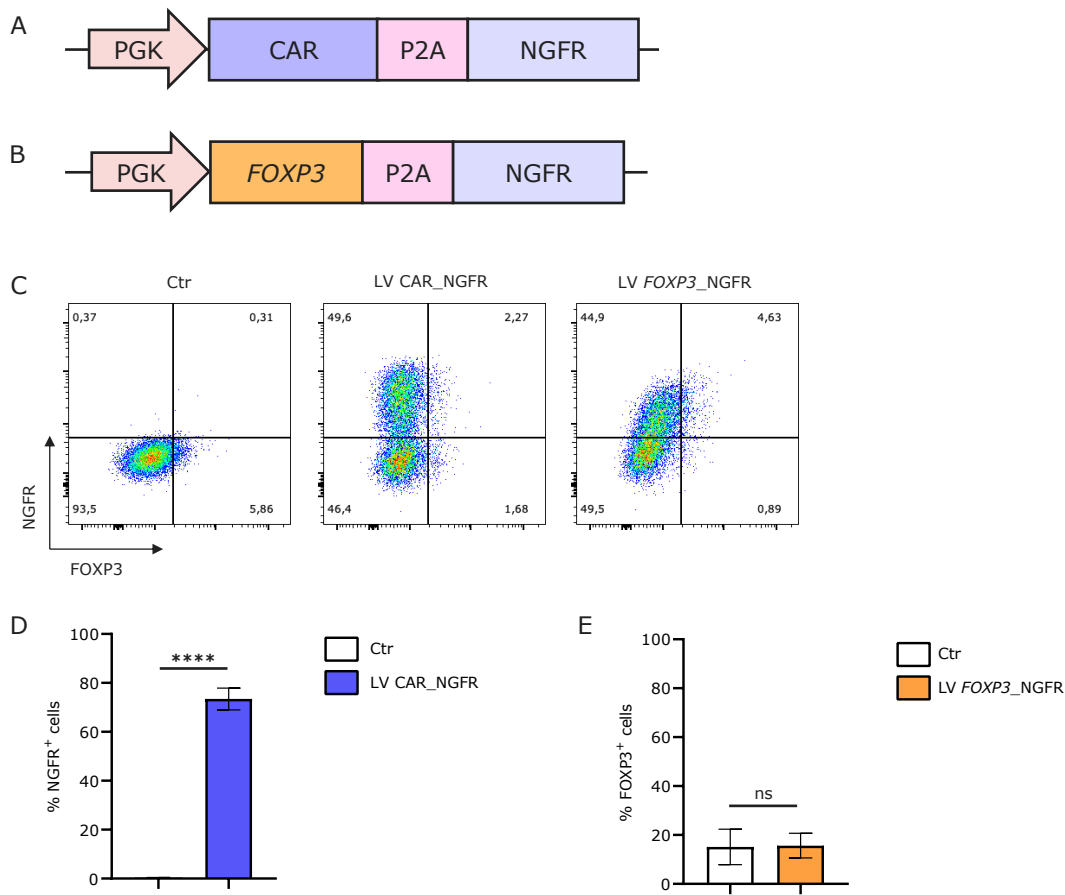 A
PGK CAR P2A NGFR
B
PGK FOXP3 P2A NGFR
C
Ctr
LV CAR_NGFR
LV FOXP3_NGFR
0,37 0,31
49,6 2,27
44,9 4,63
93,5 5,86
46,4 1,68
49,5 0,89
NGFR
FOXP3
D
% NGFR+ cells
100
80
60
40
20
0
****
Ctr
LV CAR_NGFR
E
% FOXP3+ cells
100
80
60
40
20
0
ns
Ctr
LV FOXP3_NGFR